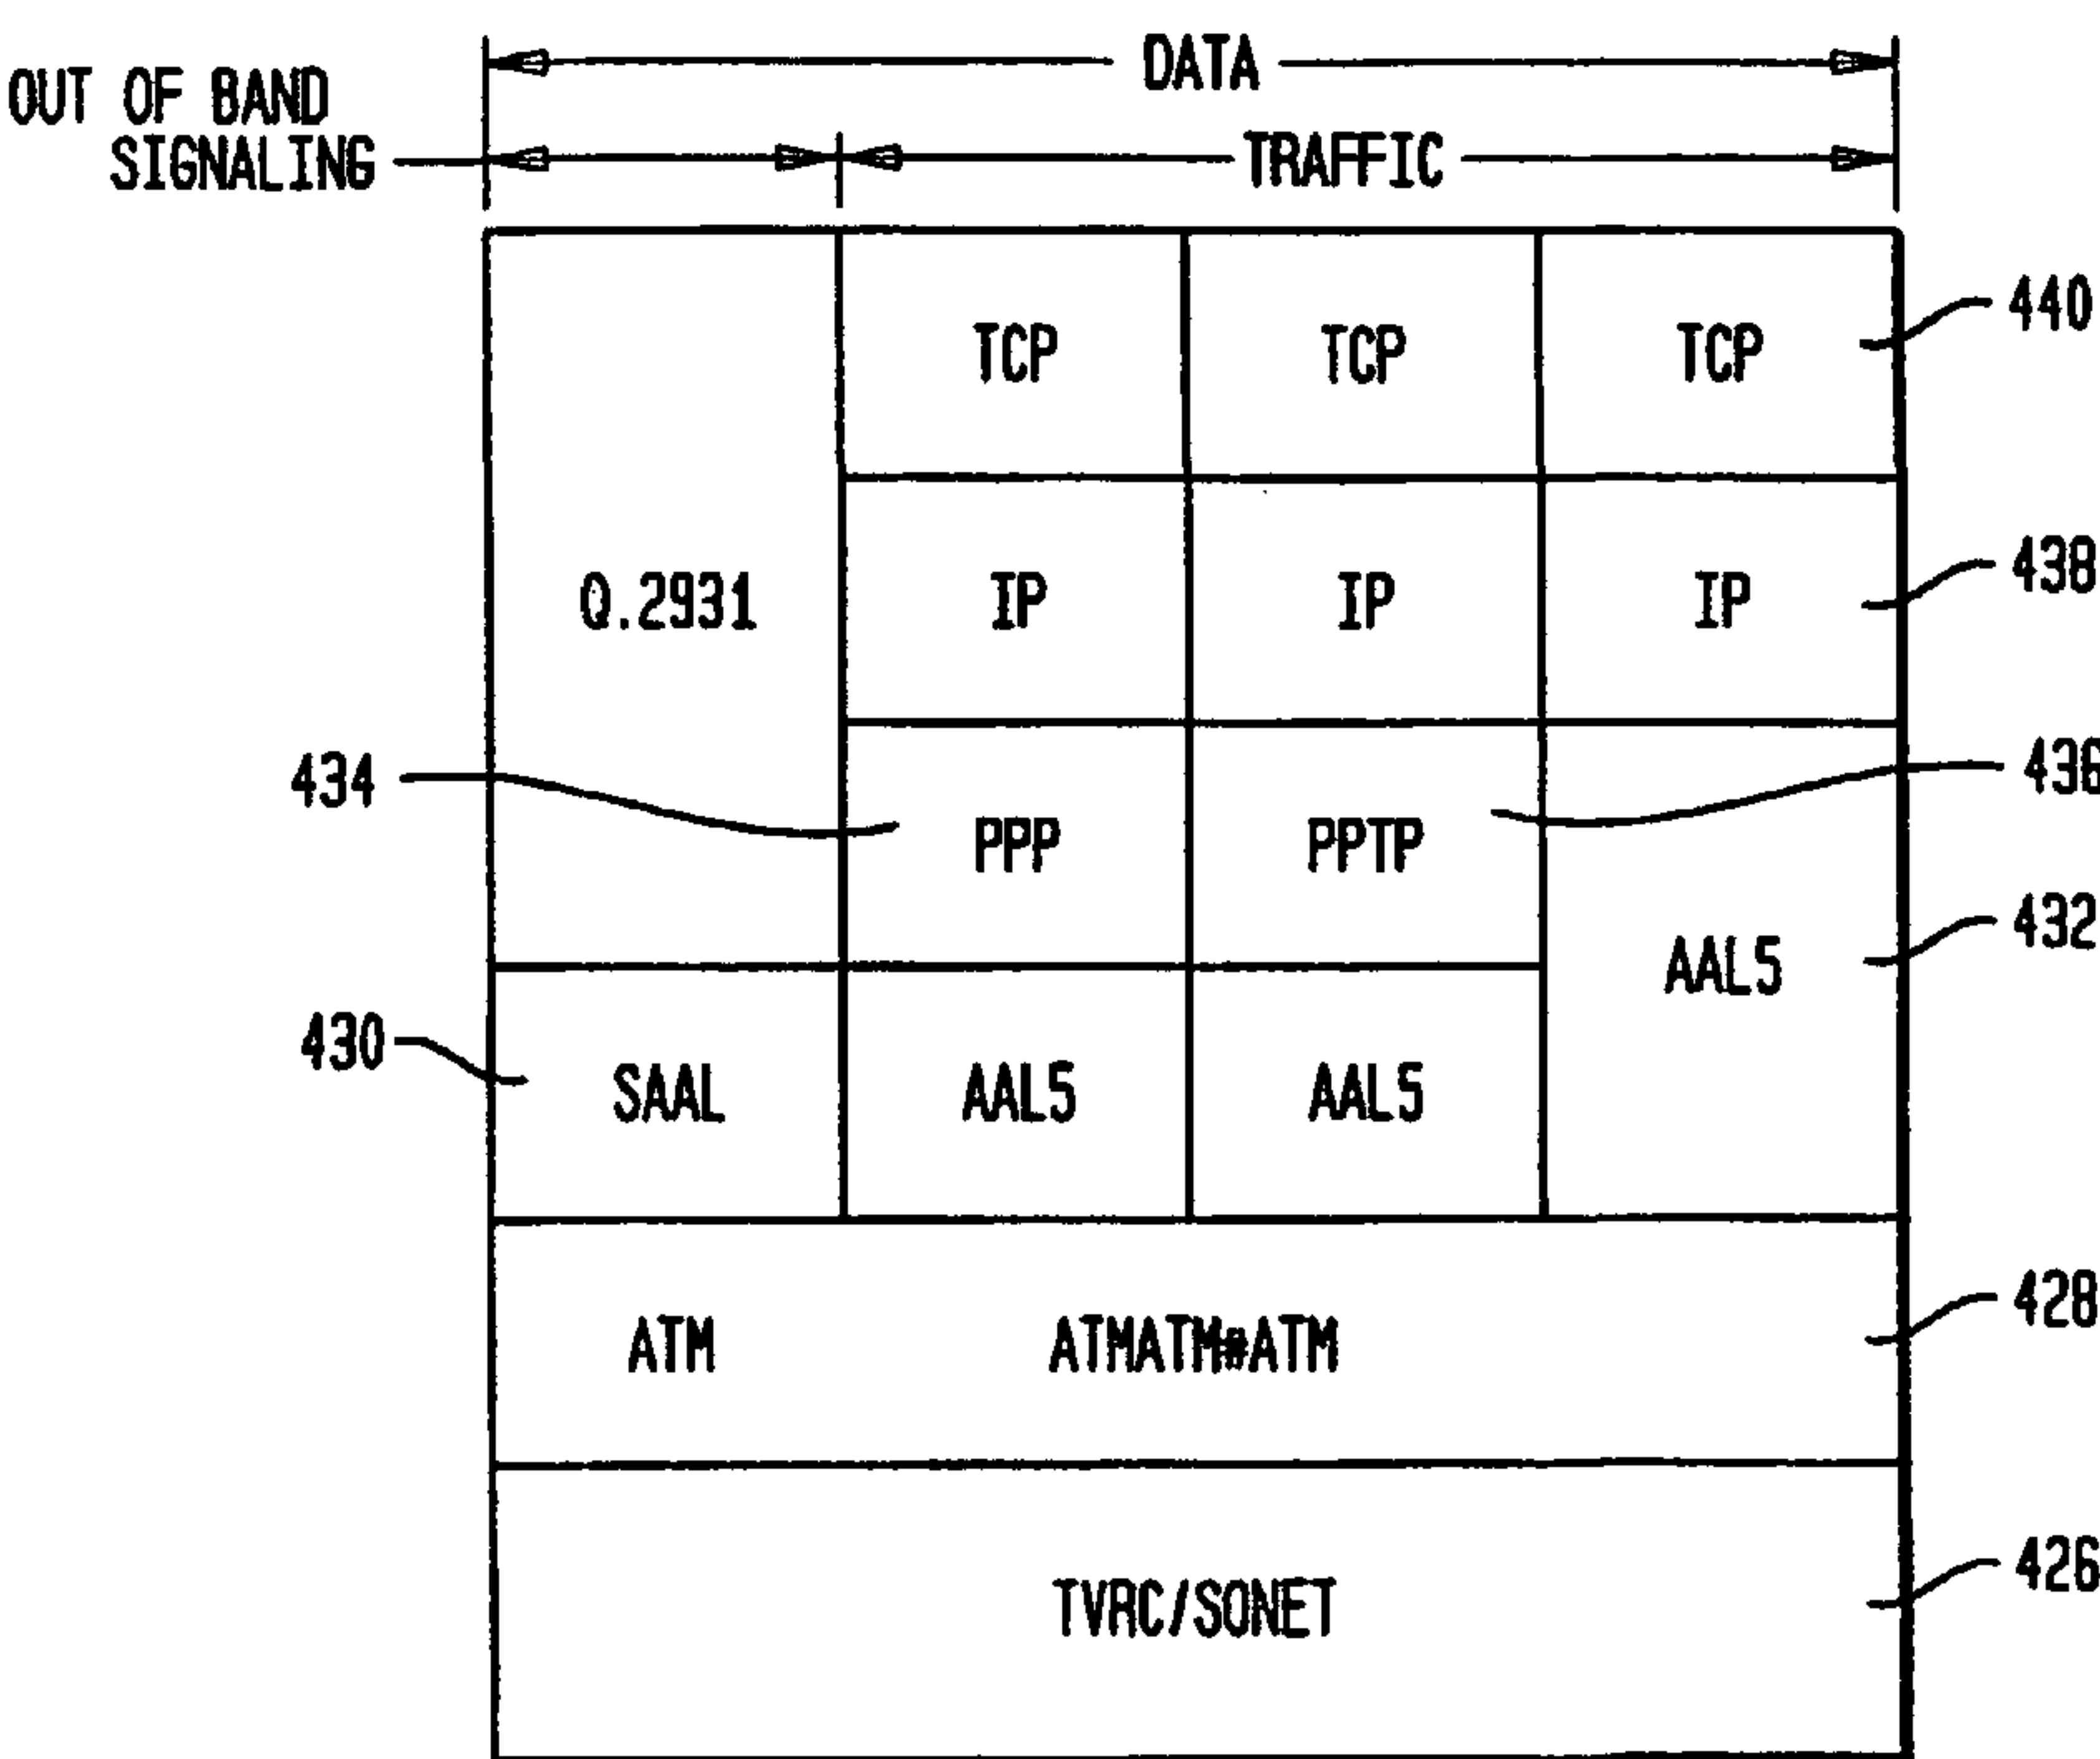 DATA
OUT OF BAND
SIGNALING
TRAFFIC
TCP TCP TCP 440
Q.2931 IP IP IP 438
434 PPP PPTP 436
AAL5 432
430 SAAL AAL5 AAL5
ATM ATMATM#ATM 428
TVRC/SONET 426